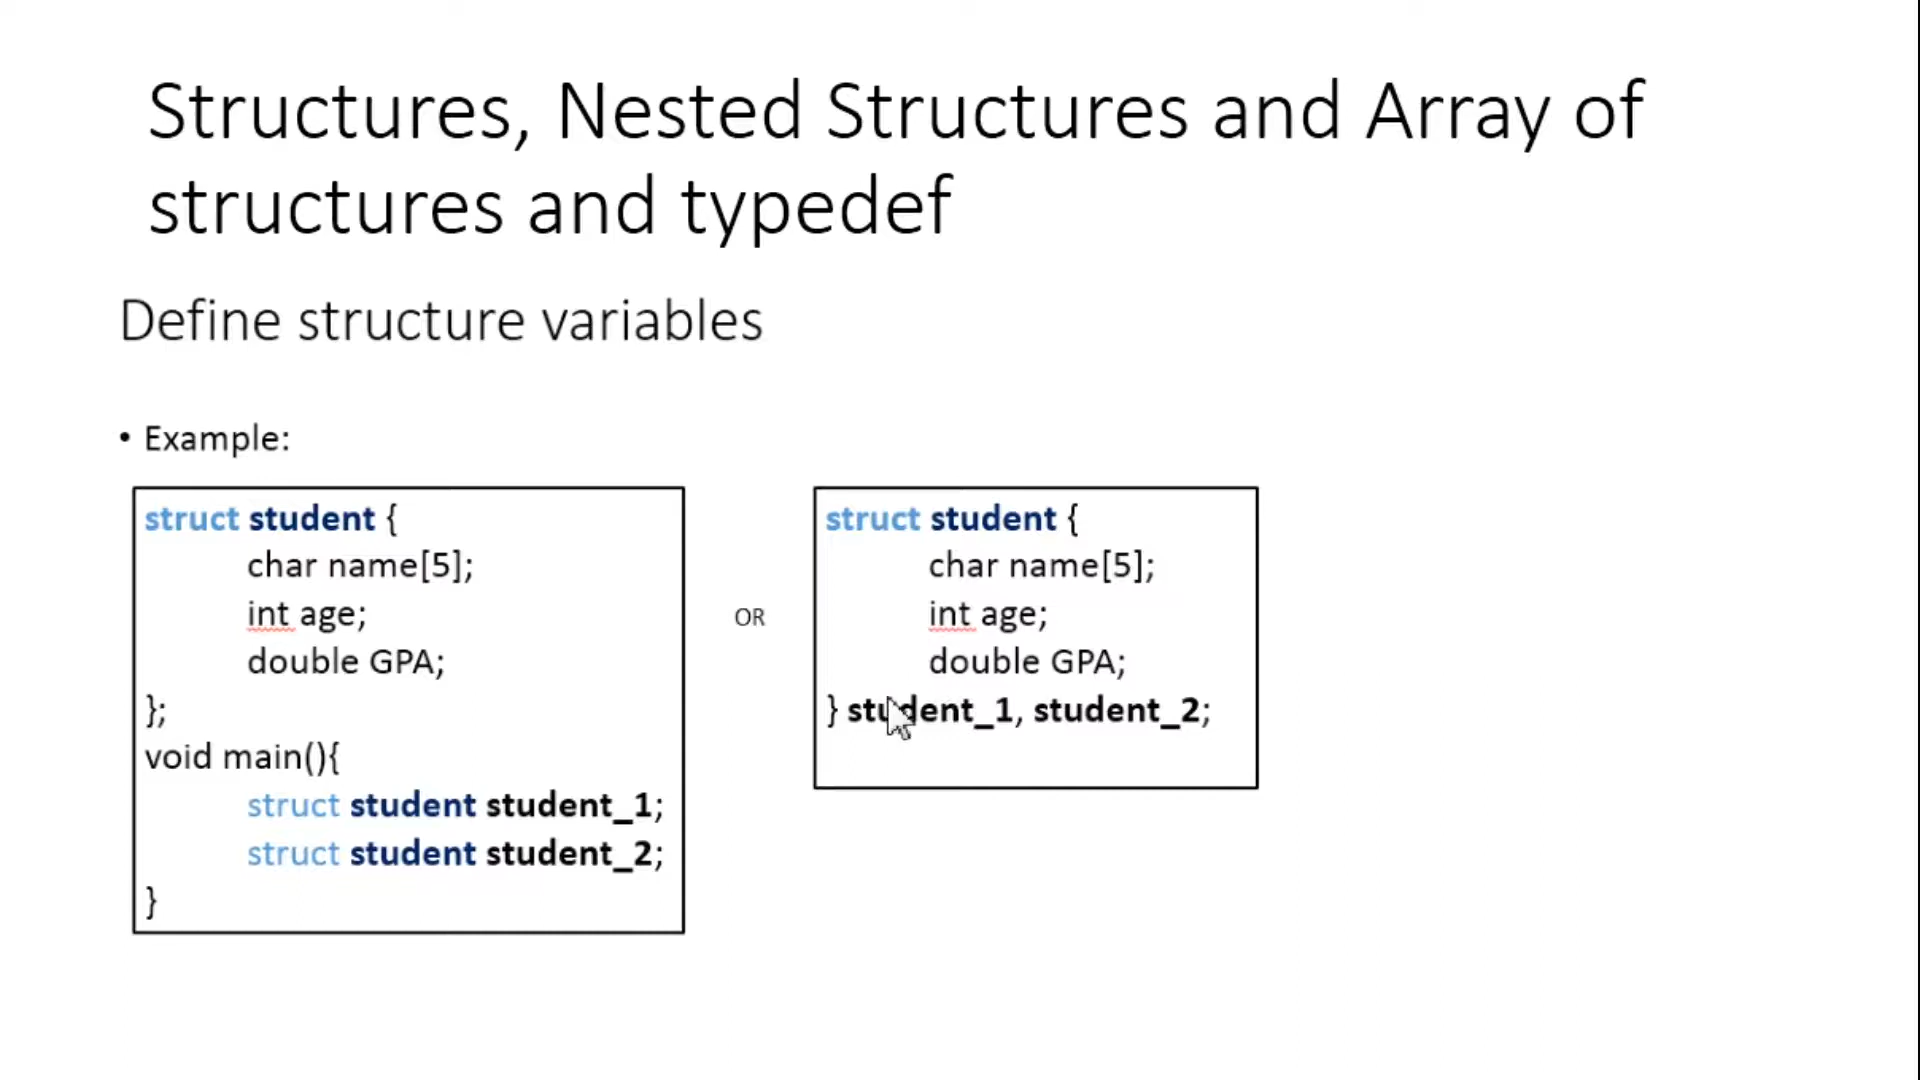 Structures, Nested Structures and Array of
structures and typedef
Define structure variables
• Example:
struct student {
char name[5];
int age;
double GPA;
};
void main(){
struct student student_1;
struct student student_2;
}
OR
struct student {
char name[5];
int age;
double GPA;
} student_1, student_2;